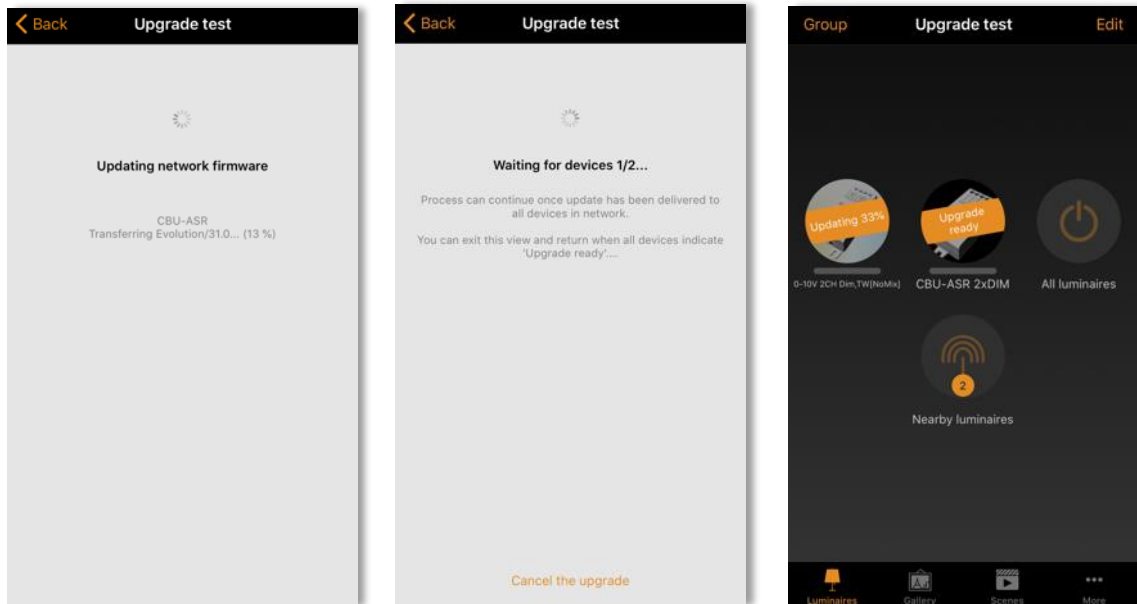 Back
Upgrade test
Updating network firmware
CBU-ASR
Transferring Evolution/31.0... (13 %)
Back
Upgrade test
Waiting for devices 1/2...
Process can continue once update has been delivered to
all devices in network.
You can exit this view and return when all devices indicate
'Upgrade ready'....
Cancel the upgrade
Group
Upgrade test
Edit
Updating 33%
Upgrade
ready
0-10V 2CH Dim,TW[NoMix]
CBU-ASR 2xDIM
All luminaires
2
Nearby luminaires
Luminaires
Gallery
Scenes
More